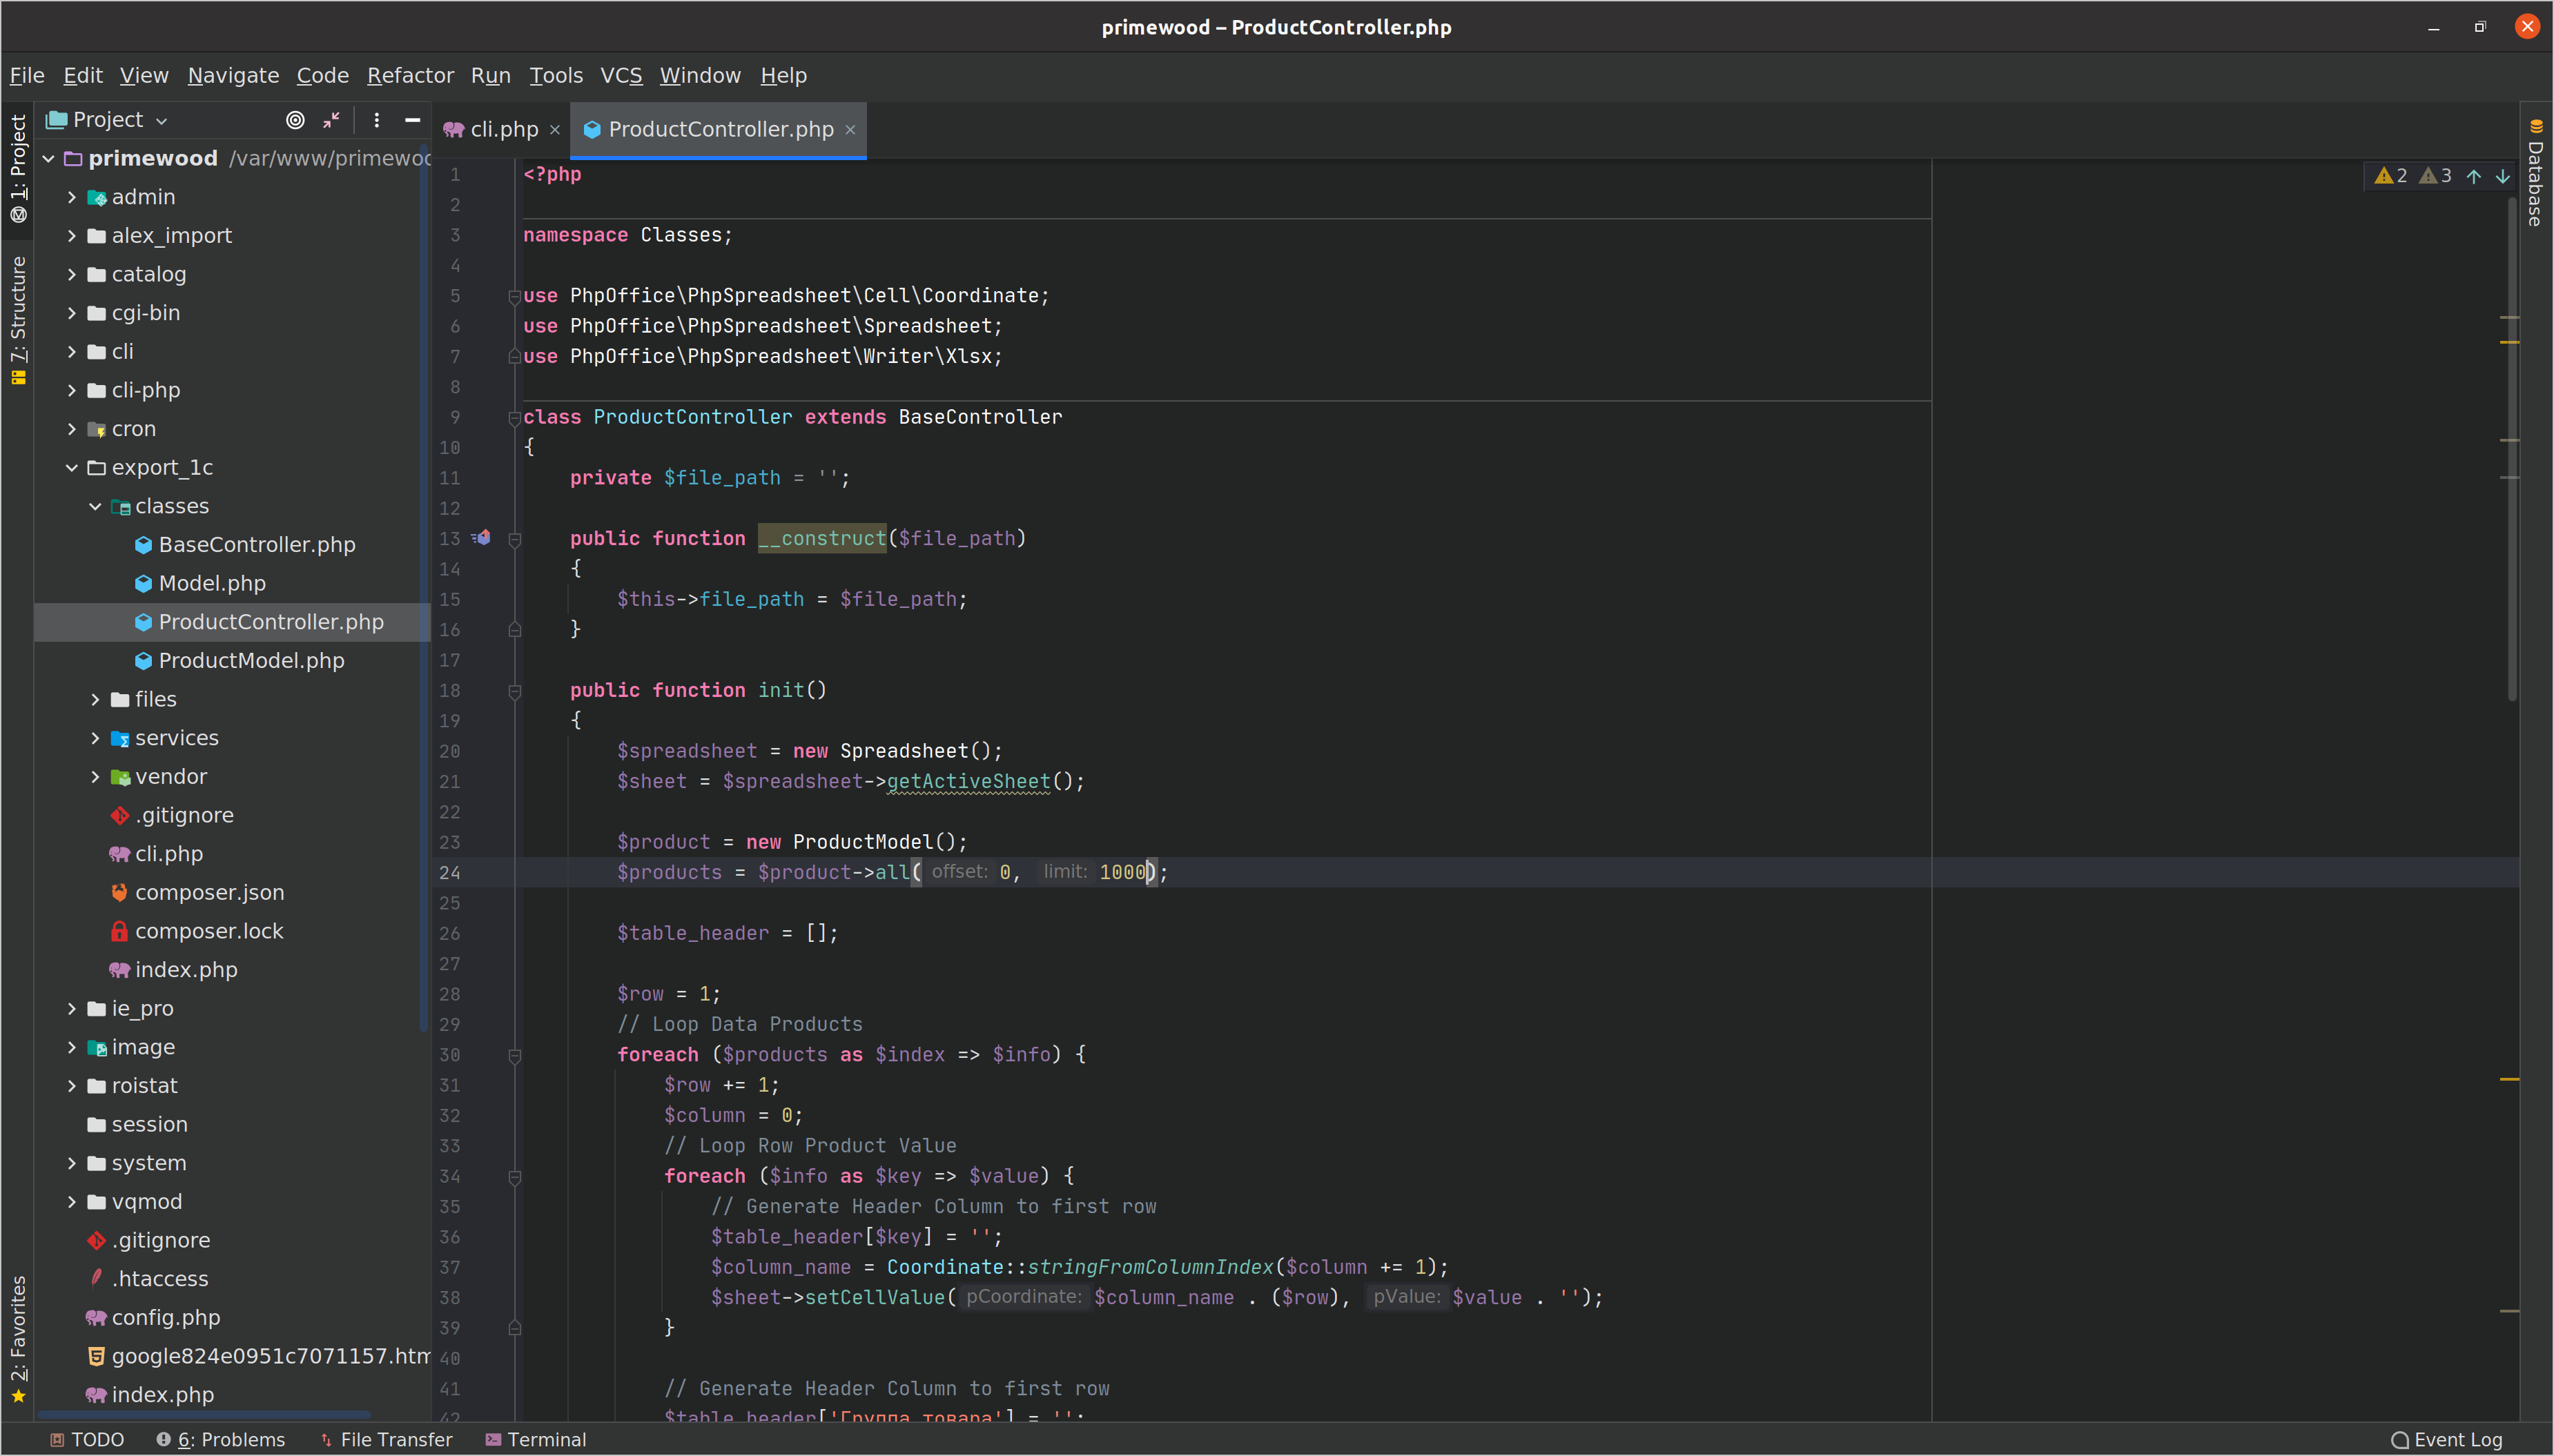 primewood – ProductController.php
File Edit View Navigate Code Refactor Run Tools VCS Window Help
1: Project
7: Structure
2: Favorites
Project
primewood /var/www/primewood
admin
alex_import
catalog
cgi-bin
cli
cli-php
cron
export_1c
classes
BaseController.php
Model.php
ProductController.php
ProductModel.php
files
services
vendor
.gitignore
cli.php
composer.json
composer.lock
index.php
ie_pro
image
roistat
session
system
vqmod
.gitignore
.htaccess
config.php
google824e0951c7071157.htm
index.php
cli.php ProductController.php
2 3
1 <?php
2
3 namespace Classes;
4
5 use PhpOffice\PhpSpreadsheet\Cell\Coordinate;
6 use PhpOffice\PhpSpreadsheet\Spreadsheet;
7 use PhpOffice\PhpSpreadsheet\Writer\Xlsx;
8
9 class ProductController extends BaseController
10 {
11 private $file_path = '';
12
13 public function __construct($file_path)
14 {
15 $this->file_path = $file_path;
16 }
17
18 public function init()
19 {
20 $spreadsheet = new Spreadsheet();
21 $sheet = $spreadsheet->getActiveSheet();
22
23 $product = new ProductModel();
24 $products = $product->all( offset: 0, limit: 1000);
25
26 $table_header = [];
27
28 $row = 1;
29 // Loop Data Products
30 foreach ($products as $index => $info) {
31 $row += 1;
32 $column = 0;
33 // Loop Row Product Value
34 foreach ($info as $key => $value) {
35 // Generate Header Column to first row
36 $table_header[$key] = '';
37 $column_name = Coordinate::stringFromColumnIndex($column += 1);
38 $sheet->setCellValue( pCoordinate: $column_name . ($row), pValue: $value . '');
39 }
40
41 // Generate Header Column to first row
42 $table_header['Группа товара'] = '';
Database
TODO 6: Problems File Transfer Terminal Event Log